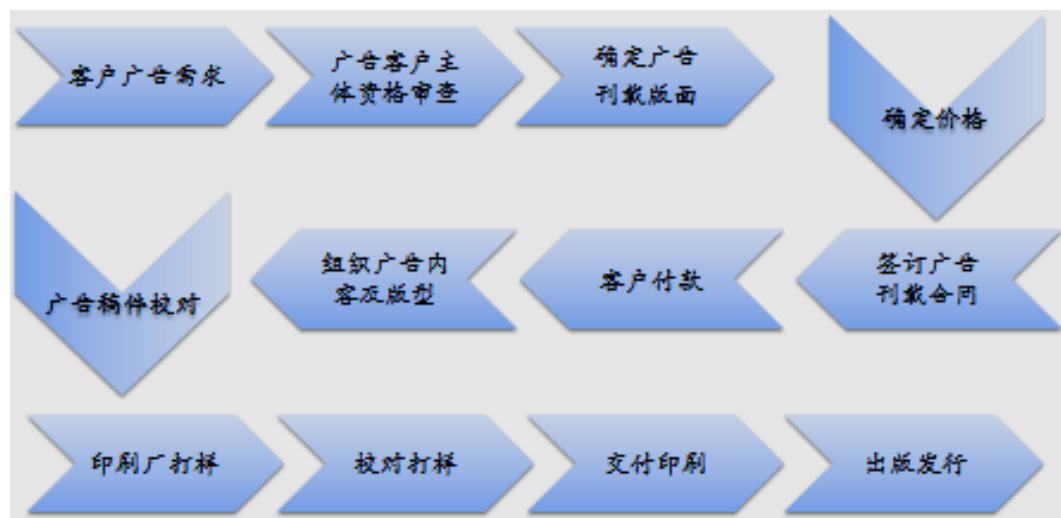 客户广告需求
广告客户主
体资格审查
确定广告
刊载版面
确定价格
签订广告
刊载合同
客户付款
组织广告内
容及版型
广告稿件校对
印刷厂打样
校对打样
交付印刷
出版发行